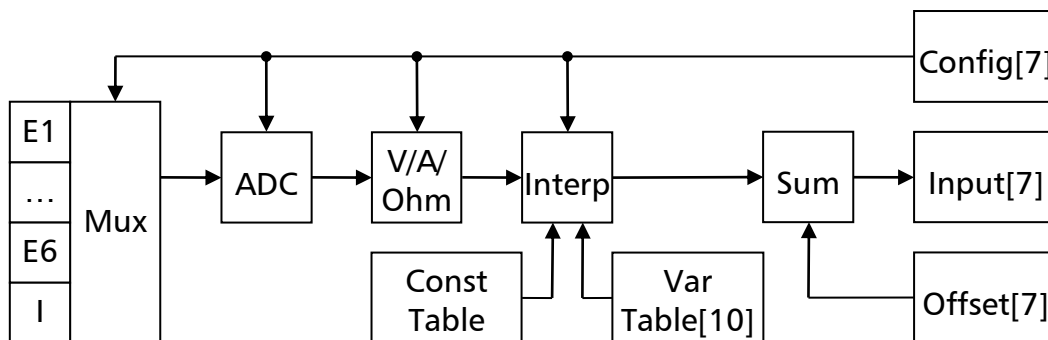 Config[7]
E1
...
E6
I
Mux
ADC
V/A/
Ohm
Interp
Sum
Input[7]
Const
Table
Var
Table[10]
Offset[7]